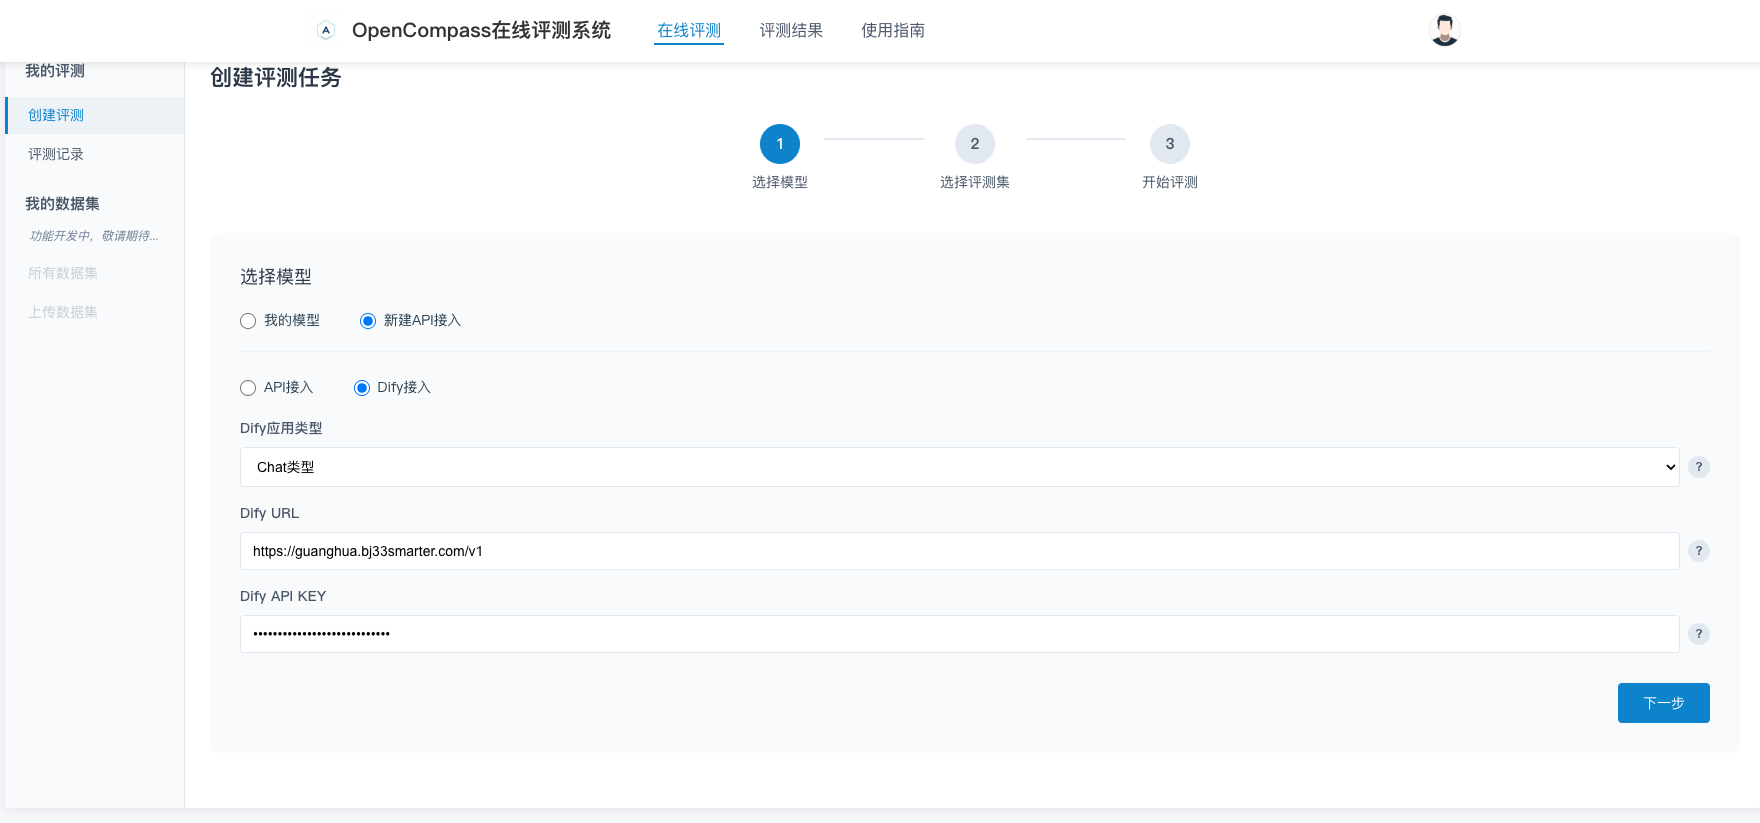 A OpenCompass在线评测系统 在线评测 评测结果 使用指南
我的评测
创建评测
评测记录
我的数据集
功能开发中，敬请期待...
所有数据集
上传数据集
创建评测任务
1 2 3
选择模型 选择评测集 开始评测
选择模型
我的模型 新建API接入
API接入 Dify接入
Dify应用类型
Chat类型 ?
Dify URL
https://guanghua.bj33smarter.com/v1 ?
Dify API KEY
•••••••••••••••••••••••••••• ?
下一步